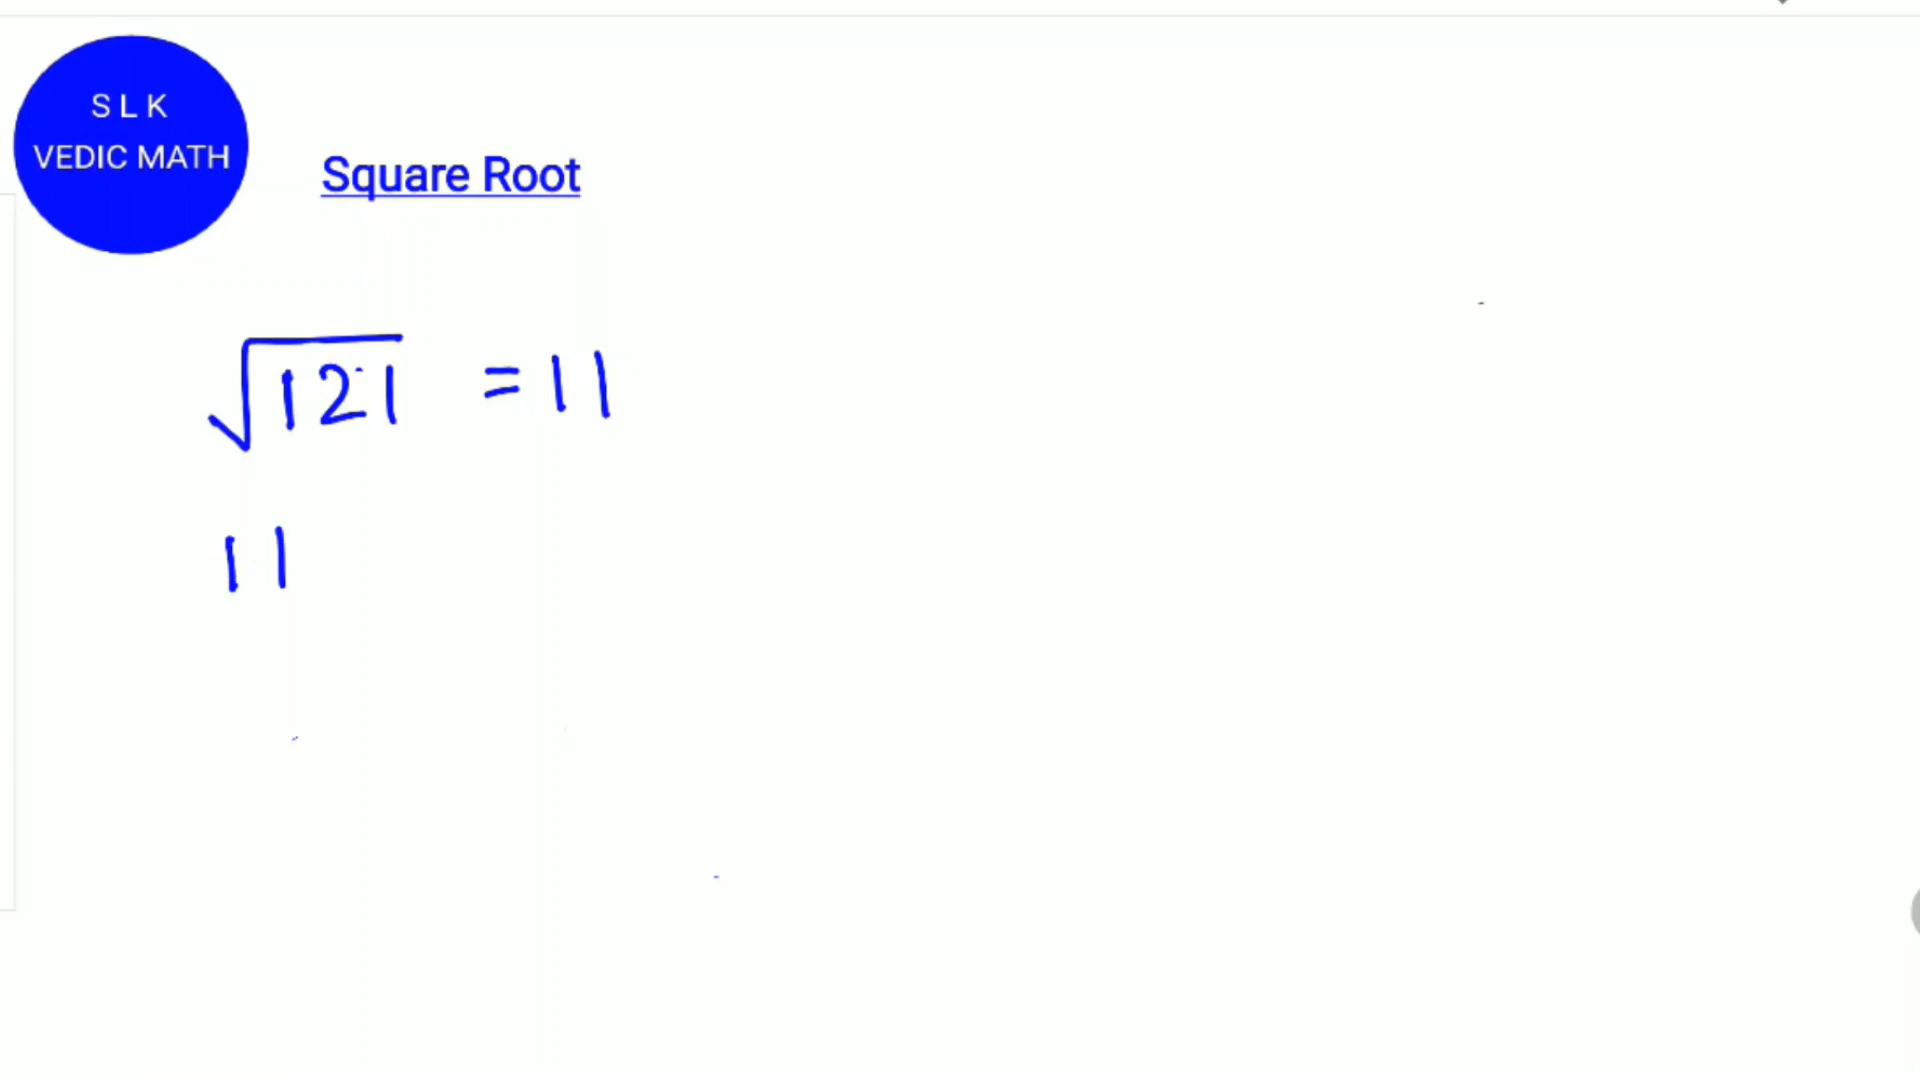 S L K
VEDIC MATH
Square Root
√121 = 11
11